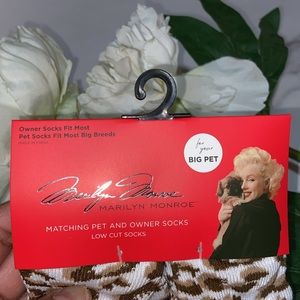 Owner Socks Fit Most
Pet Socks Fit Most Big Breeds
for your
BIG PET
Marilyn Monroe
MARILYN MONROE
MATCHING PET AND OWNER SOCKS
LOW CUT SOCKS